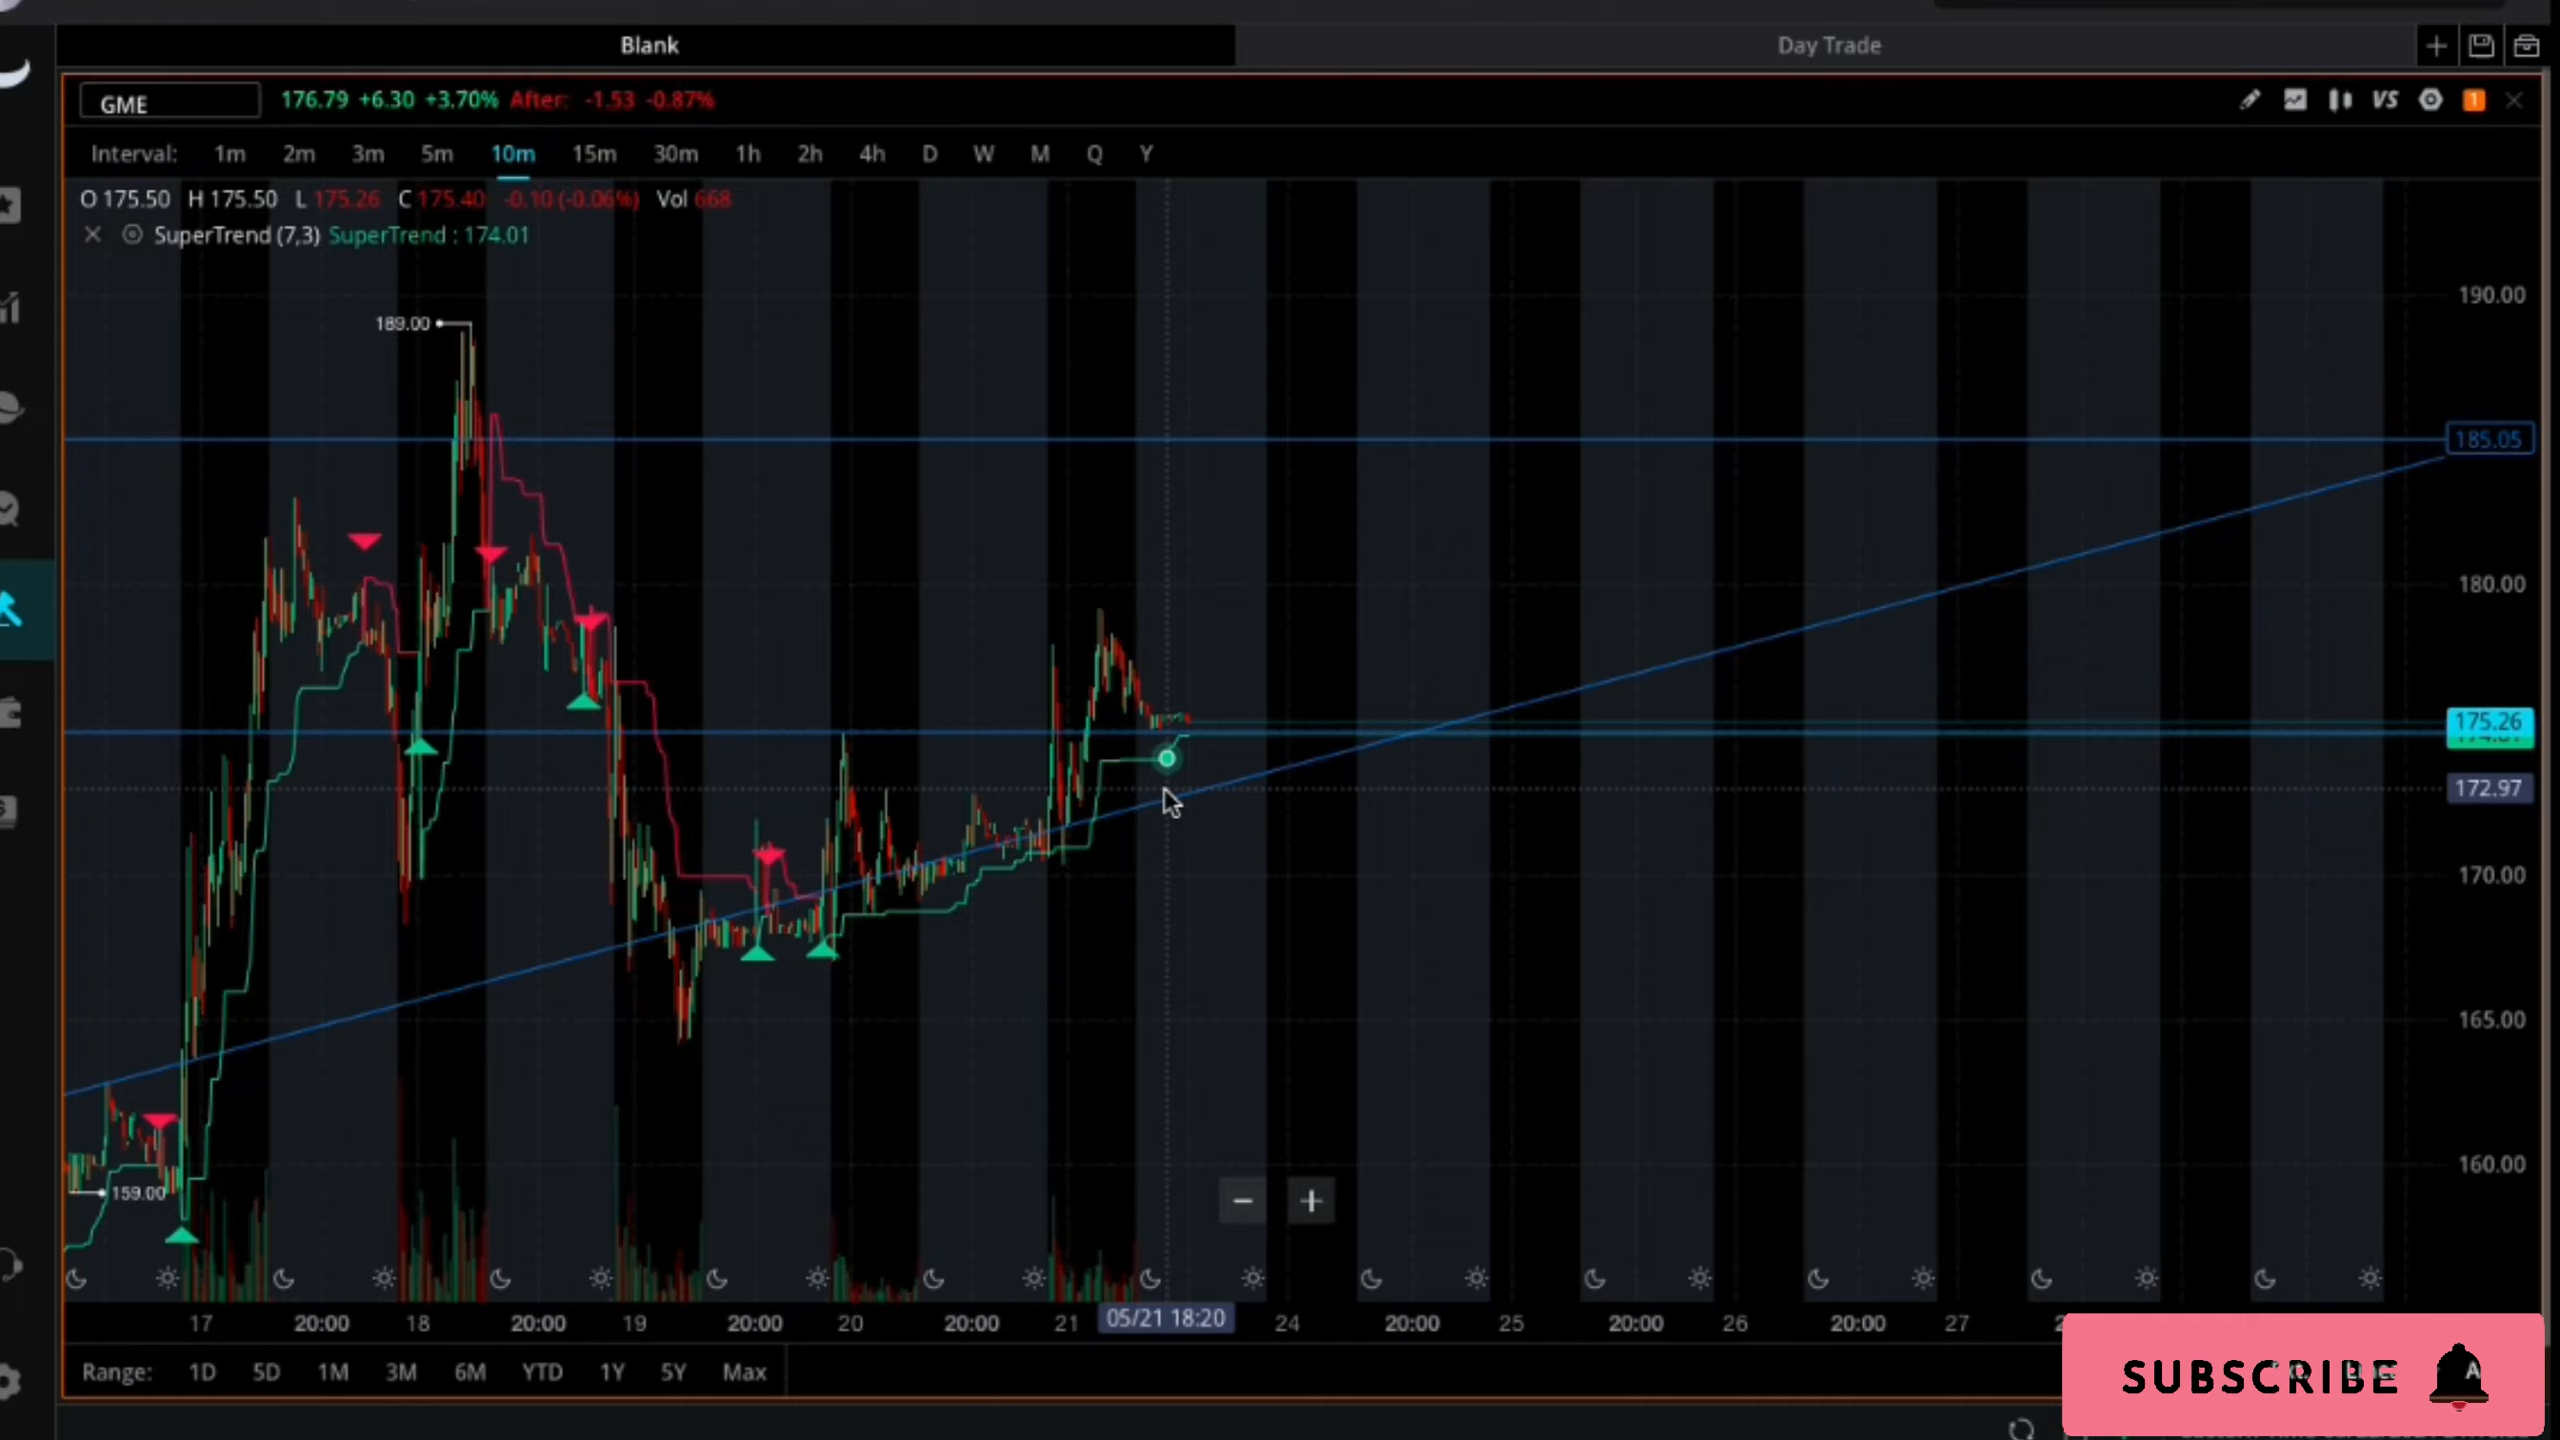 Blank
Day Trade
GME
176.79 +6.30 +3.70% After: -1.53 -0.87%
VS
1
Interval: 1m 2m 3m 5m 10m 15m 30m 1h 2h 4h D W M Q Y
O 175.50 H 175.50 L 175.26 C 175.40 -0.10 (-0.06%) Vol 668
SuperTrend (7,3) SuperTrend : 174.01
190.00
189.00
185.05
180.00
175.26
172.97
170.00
165.00
160.00
159.00
− +
17 20:00 18 20:00 19 20:00 20 20:00 21 05/21 18:20 24 20:00 25 20:00 26 20:00 27
Range: 1D 5D 1M 3M 6M YTD 1Y 5Y Max
SUBSCRIBE